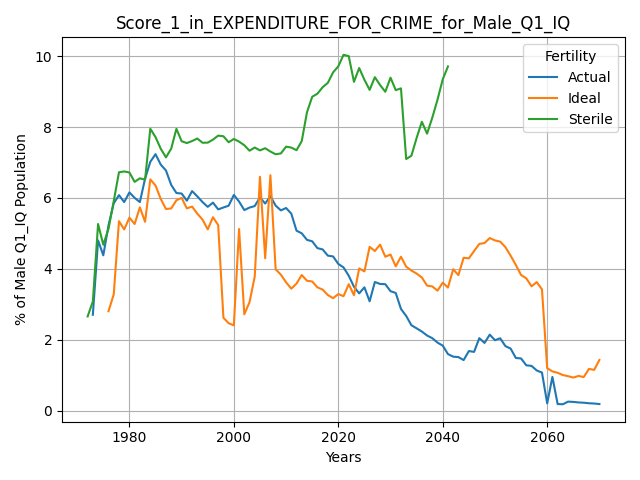 Score_1_in_EXPENDITURE_FOR_CRIME_for_Male_Q1_IQ
Fertility
Actual
Ideal
Sterile
% of Male Q1_IQ Population
10
8
6
4
2
0
1980 2000 2020 2040 2060
Years